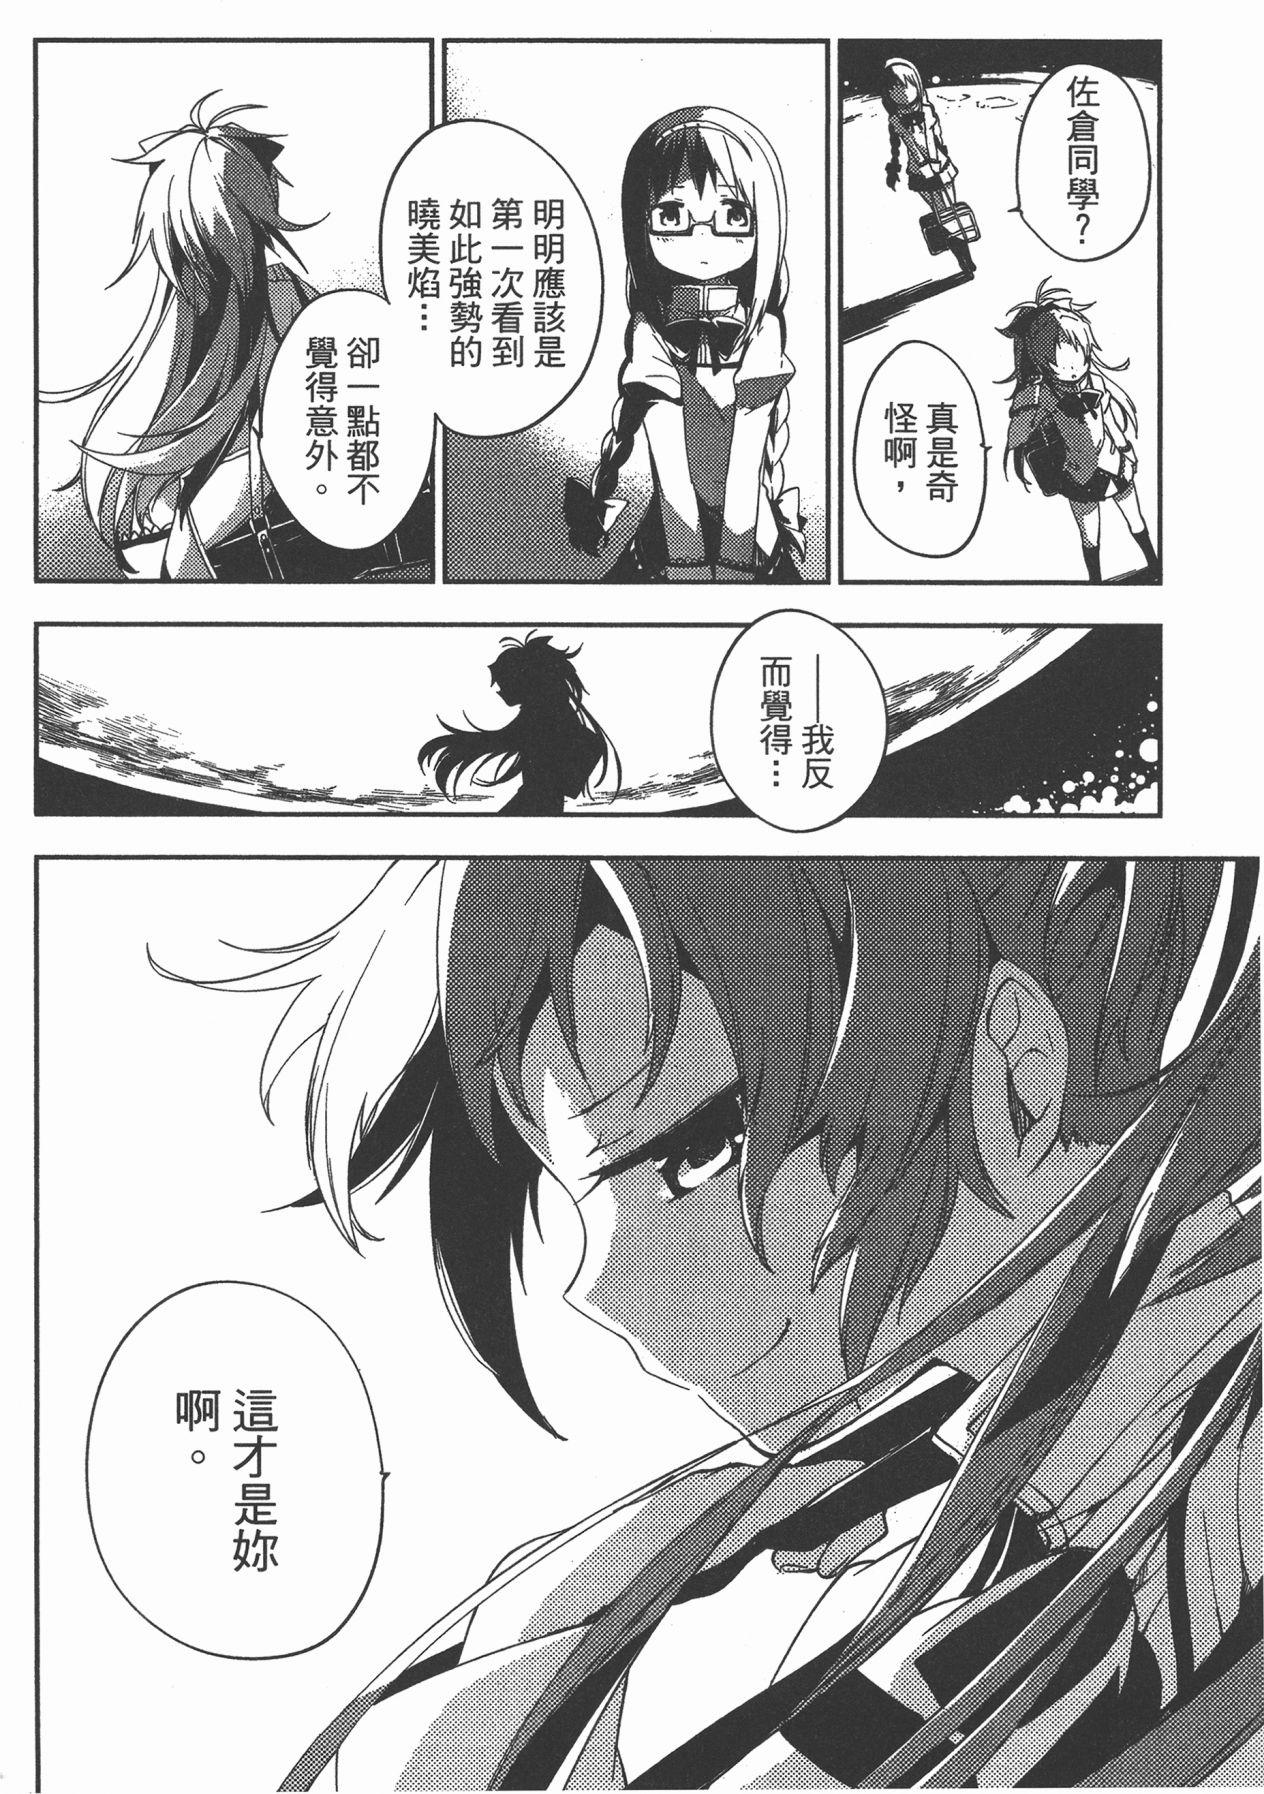 佐倉同學？
真是奇
怪啊，
明明應該是
第一次看到
如此強勢的
曉美焰…
卻一點都不
覺得意外。
──我反
而覺得…
這才是妳
啊。